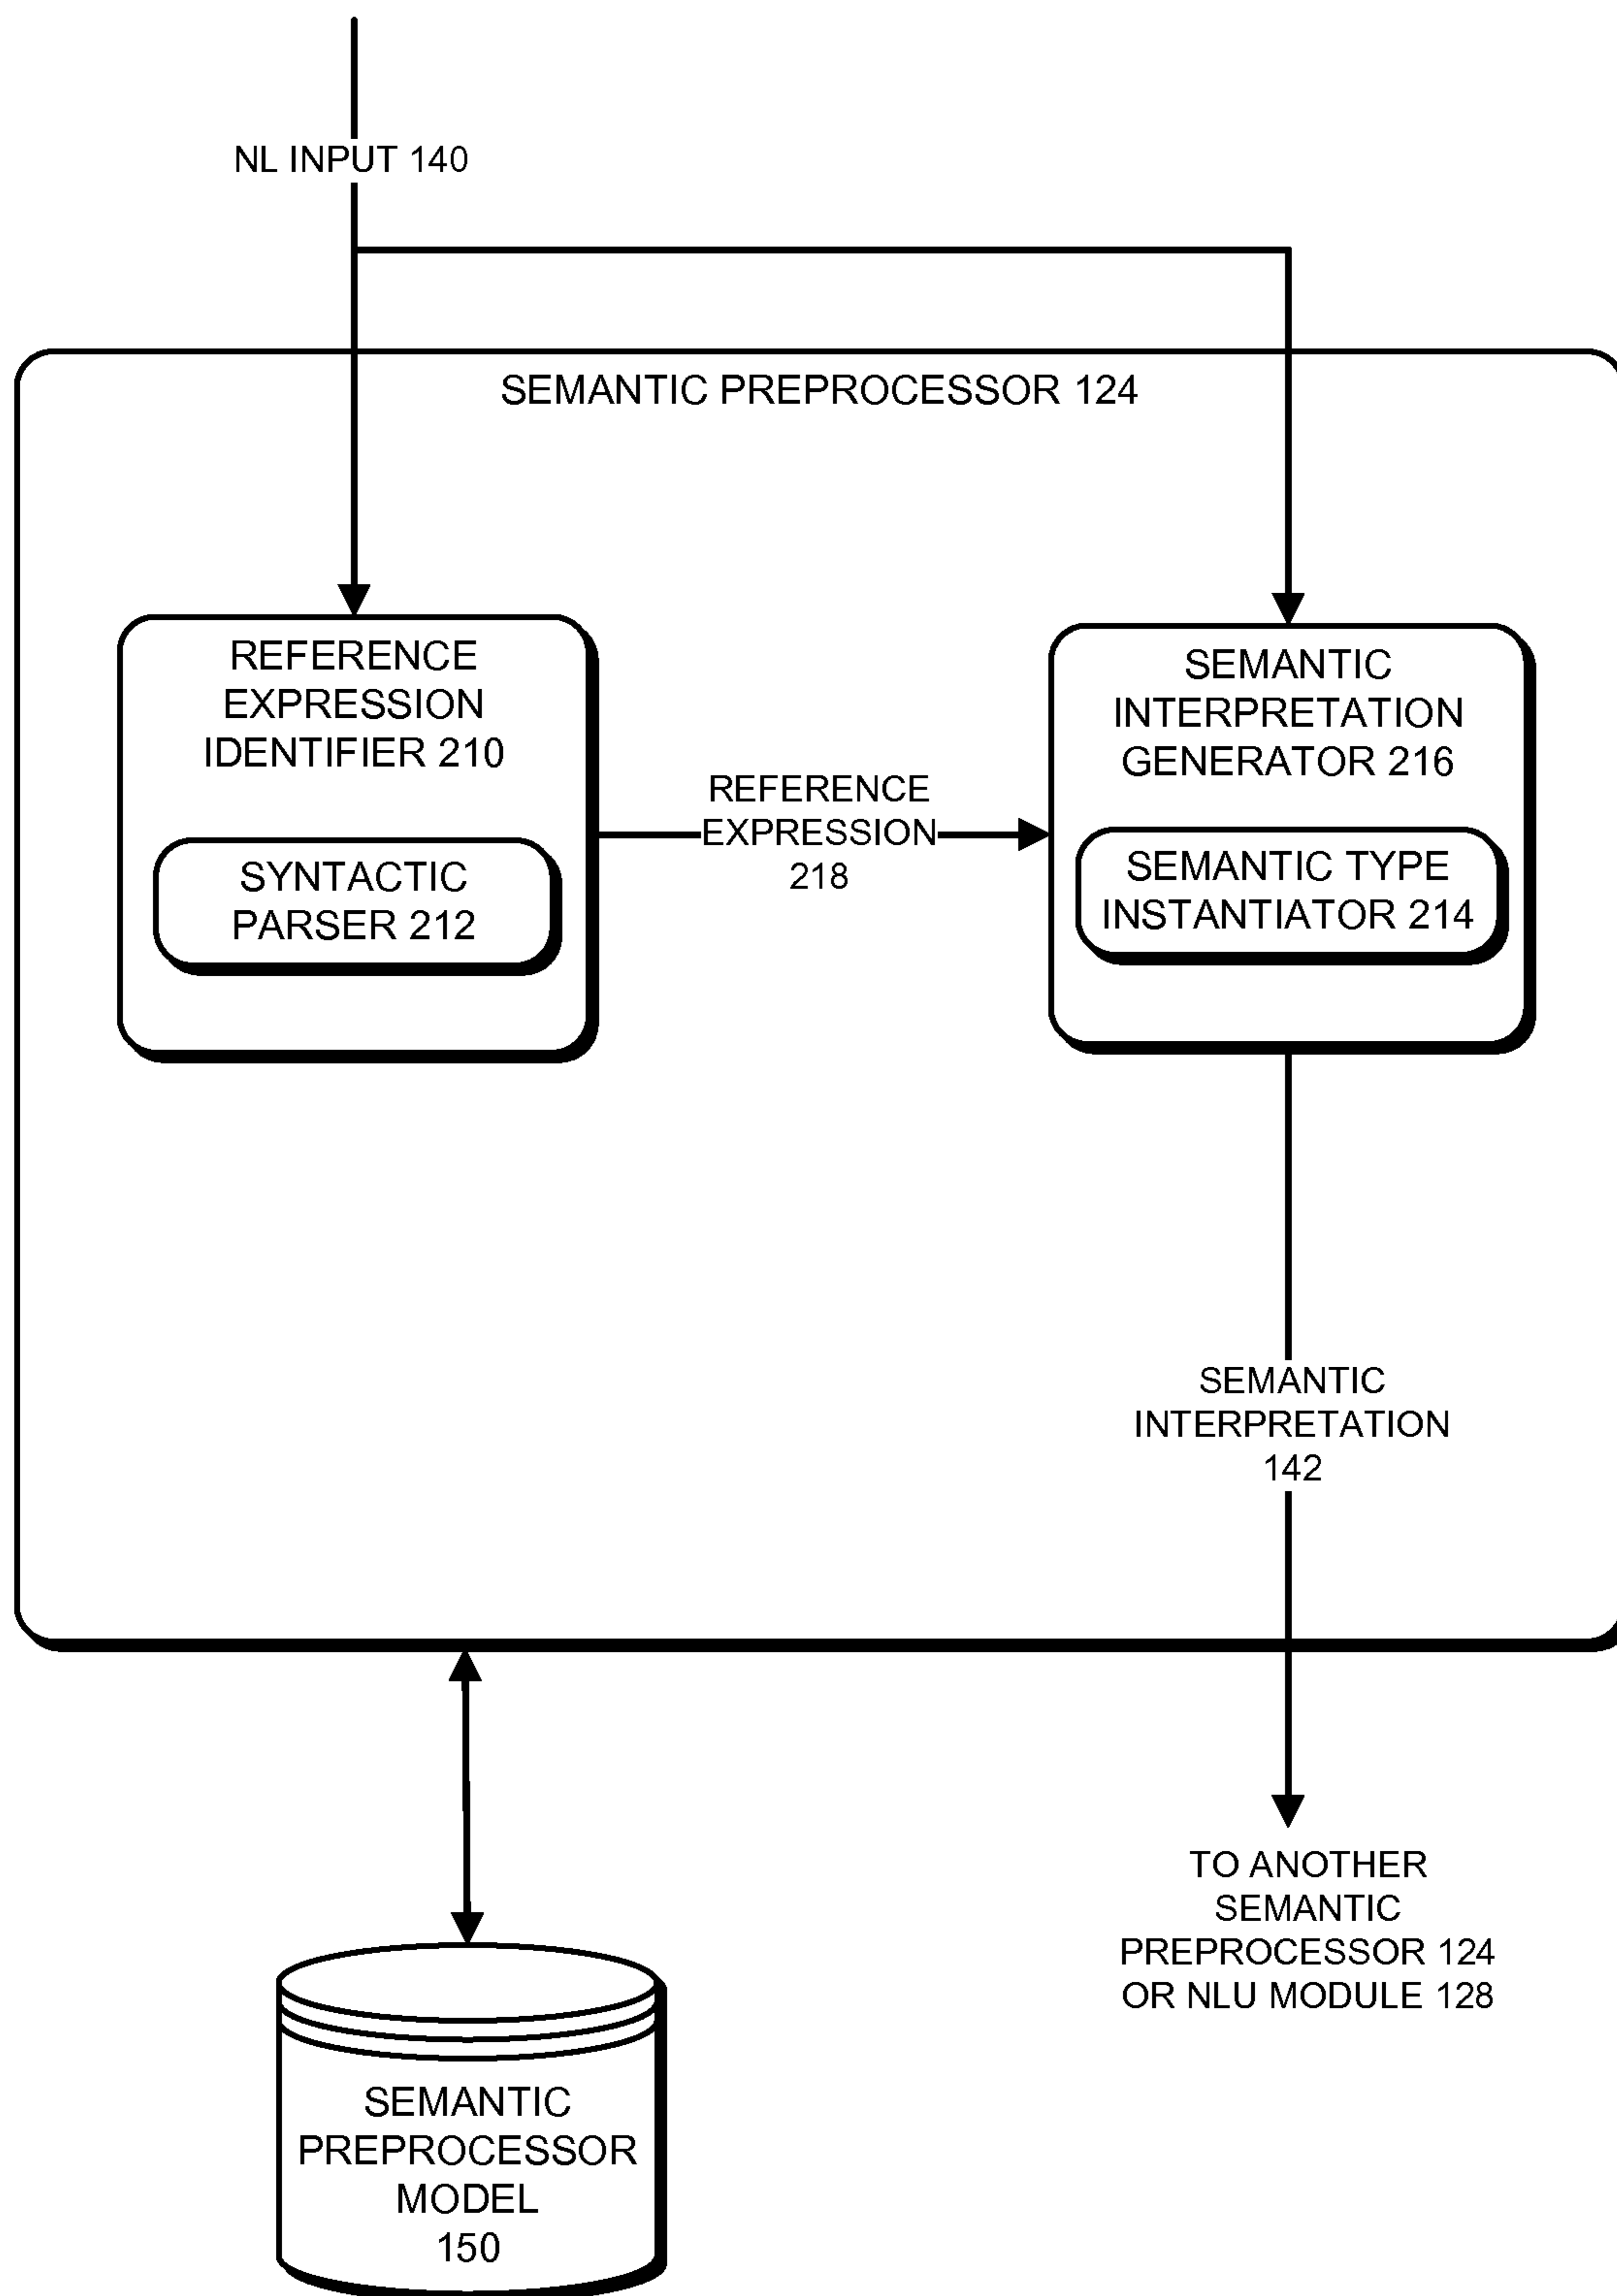 NL INPUT 140
SEMANTIC PREPROCESSOR 124
REFERENCE
EXPRESSION
IDENTIFIER 210
SYNTACTIC
PARSER 212
REFERENCE
EXPRESSION
218
SEMANTIC
INTERPRETATION
GENERATOR 216
SEMANTIC TYPE
INSTANTIATOR 214
SEMANTIC
INTERPRETATION
142
TO ANOTHER
SEMANTIC
PREPROCESSOR 124
OR NLU MODULE 128
SEMANTIC
PREPROCESSOR
MODEL
150